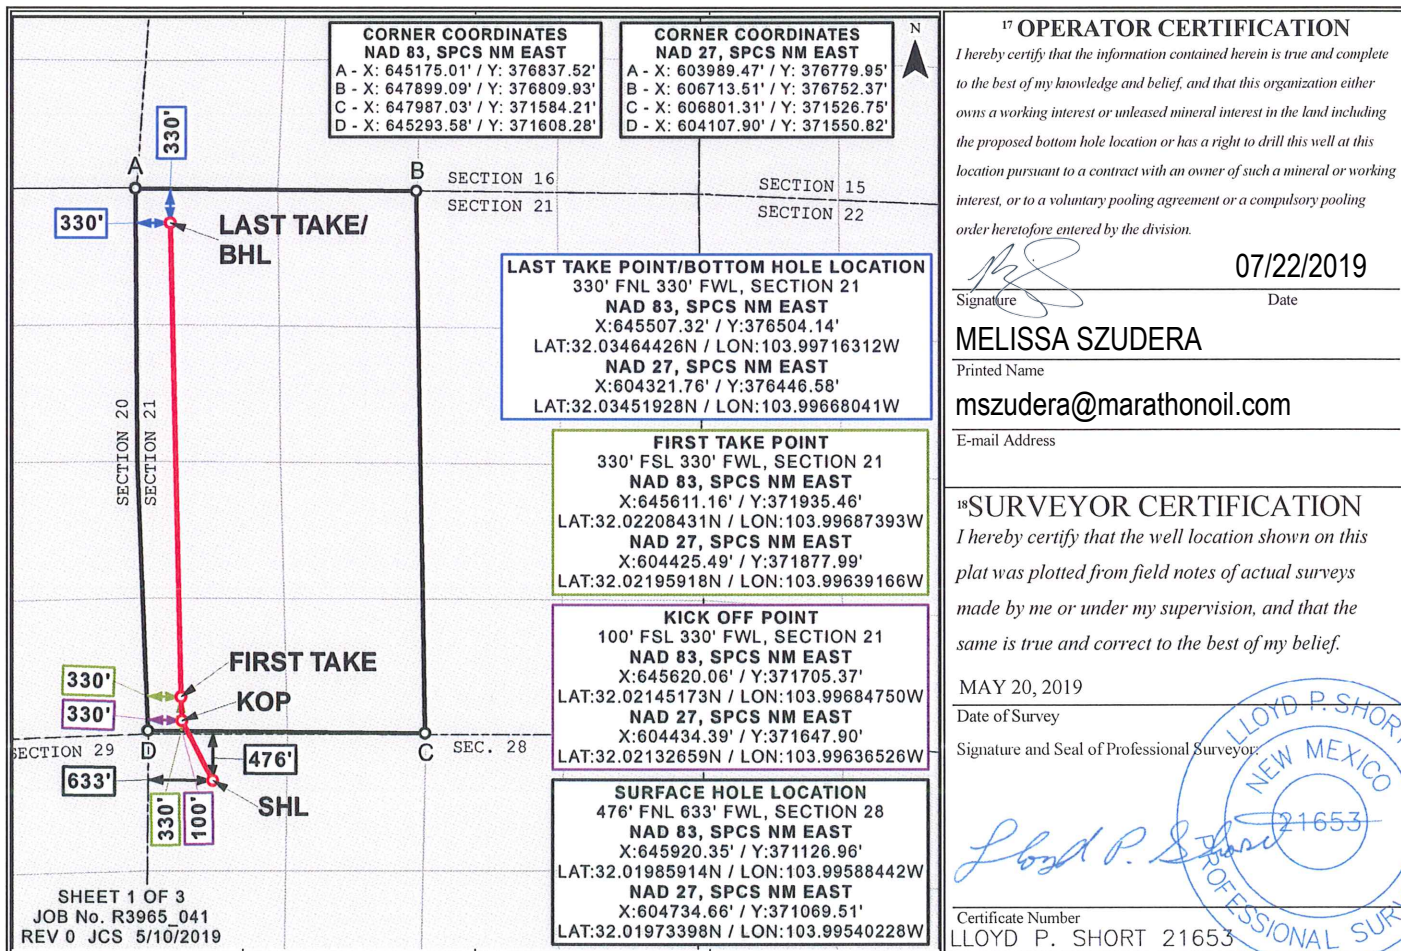 CORNER COORDINATES
NAD 83, SPCS NM EAST
A - X: 645175.01' / Y: 376837.52'
B - X: 647899.09' / Y: 376809.93'
C - X: 647987.03' / Y: 371584.21'
D - X: 645293.58' / Y: 371608.28'
CORNER COORDINATES
NAD 27, SPCS NM EAST
A - X: 603989.47' / Y: 376779.95'
B - X: 606713.51' / Y: 376752.37'
C - X: 606801.31' / Y: 371526.75'
D - X: 604107.90' / Y: 371550.82'
N
330'
A
B
SECTION 16
SECTION 21
SECTION 15
SECTION 22
330'
LAST TAKE/
BHL
LAST TAKE POINT/BOTTOM HOLE LOCATION
330' FNL 330' FWL, SECTION 21
NAD 83, SPCS NM EAST
X:645507.32' / Y:376504.14'
LAT:32.03464426N / LON:103.99716312W
NAD 27, SPCS NM EAST
X:604321.76' / Y:376446.58'
LAT:32.03451928N / LON:103.99668041W
SECTION 20
SECTION 21
FIRST TAKE POINT
330' FSL 330' FWL, SECTION 21
NAD 83, SPCS NM EAST
X:645611.16' / Y:371935.46'
LAT:32.02208431N / LON:103.99687393W
NAD 27, SPCS NM EAST
X:604425.49' / Y:371877.99'
LAT:32.02195918N / LON:103.99639166W
330'
FIRST TAKE
330'
KOP
KICK OFF POINT
100' FSL 330' FWL, SECTION 21
NAD 83, SPCS NM EAST
X:645620.06' / Y:371705.37'
LAT:32.02145173N / LON:103.99684750W
NAD 27, SPCS NM EAST
X:604434.39' / Y:371647.90'
LAT:32.02132659N / LON:103.99636526W
SECTION 29
D
C
SEC. 28
476'
633'
SHL
330'
100'
SURFACE HOLE LOCATION
476' FNL 633' FWL, SECTION 28
NAD 83, SPCS NM EAST
X:645920.35' / Y:371126.96'
LAT:32.01985914N / LON:103.99588442W
NAD 27, SPCS NM EAST
X:604734.66' / Y:371069.51'
LAT:32.01973398N / LON:103.99540228W
SHEET 1 OF 3
JOB No. R3965_041
REV 0 JCS 5/10/2019
17 OPERATOR CERTIFICATION
I hereby certify that the information contained herein is true and complete
to the best of my knowledge and belief, and that this organization either
owns a working interest or unleased mineral interest in the land including
the proposed bottom hole location or has a right to drill this well at this
location pursuant to a contract with an owner of such a mineral or working
interest, or to a voluntary pooling agreement or a compulsory pooling
order heretofore entered by the division.
07/22/2019
Signature Date
MELISSA SZUDERA
Printed Name
mszudera@marathonoil.com
E-mail Address
18 SURVEYOR CERTIFICATION
I hereby certify that the well location shown on this
plat was plotted from field notes of actual surveys
made by me or under my supervision, and that the
same is true and correct to the best of my belief.
MAY 20, 2019
Date of Survey
Signature and Seal of Professional Surveyor:
LLOYD P. SHORT
NEW MEXICO
21653
PROFESSIONAL SURV
Lloyd P. Short
Certificate Number
LLOYD P. SHORT 21653